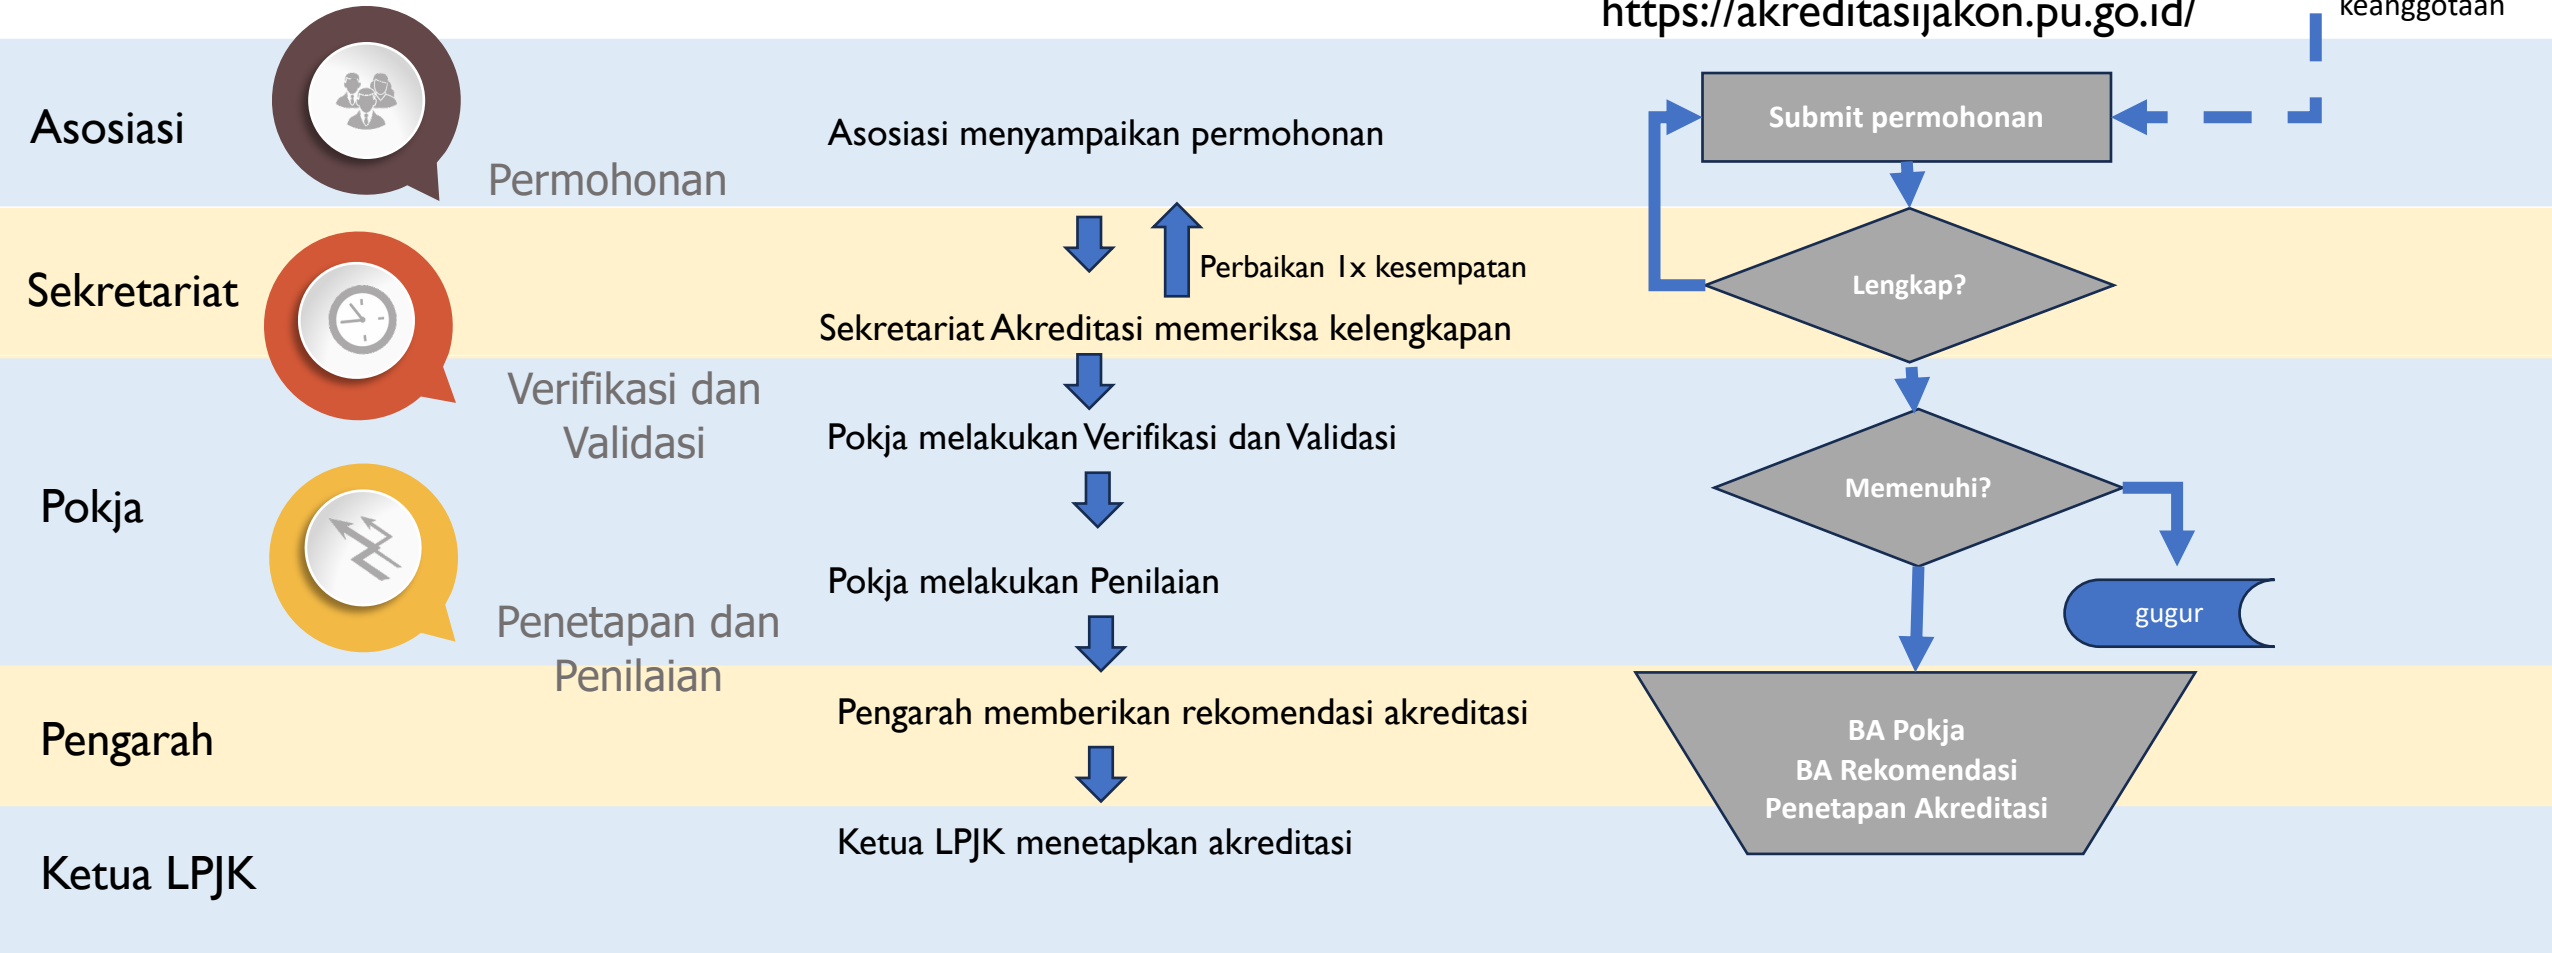 https://akreditasijakon.pu.go.id/
keanggotaan
Asosiasi
Permohonan
Asosiasi menyampaikan permohonan
Submit permohonan
Sekretariat
Perbaikan 1x kesempatan
Sekretariat Akreditasi memeriksa kelengkapan
Lengkap?
Verifikasi dan
Validasi
Pokja melakukan Verifikasi dan Validasi
Pokja
Memenuhi?
Pokja melakukan Penilaian
gugur
Penetapan dan
Penilaian
Pengarah
Pengarah memberikan rekomendasi akreditasi
BA Pokja
BA Rekomendasi
Penetapan Akreditasi
Ketua LPJK
Ketua LPJK menetapkan akreditasi